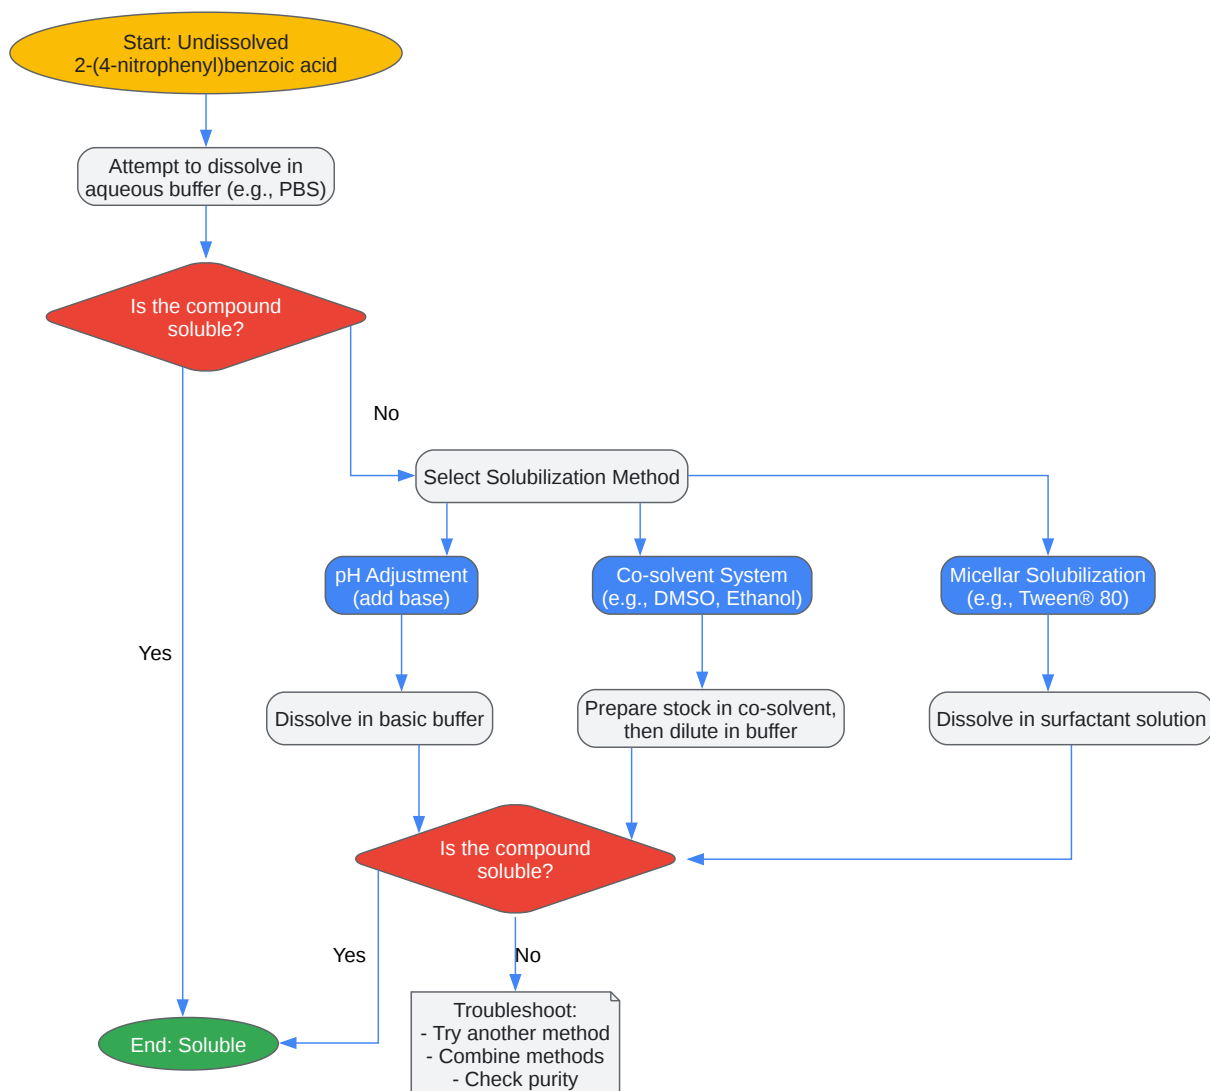 Start: Undissolved
2-(4-nitrophenyl)benzoic acid
Attempt to dissolve in
aqueous buffer (e.g., PBS)
Is the compound
soluble?
No
Select Solubilization Method
pH Adjustment
(add base)
Co-solvent System
(e.g., DMSO, Ethanol)
Micellar Solubilization
(e.g., Tween® 80)
Yes
Dissolve in basic buffer
Prepare stock in co-solvent,
then dilute in buffer
Dissolve in surfactant solution
Is the compound
soluble?
Yes
No
End: Soluble
Troubleshoot:
- Try another method
- Combine methods
- Check purity